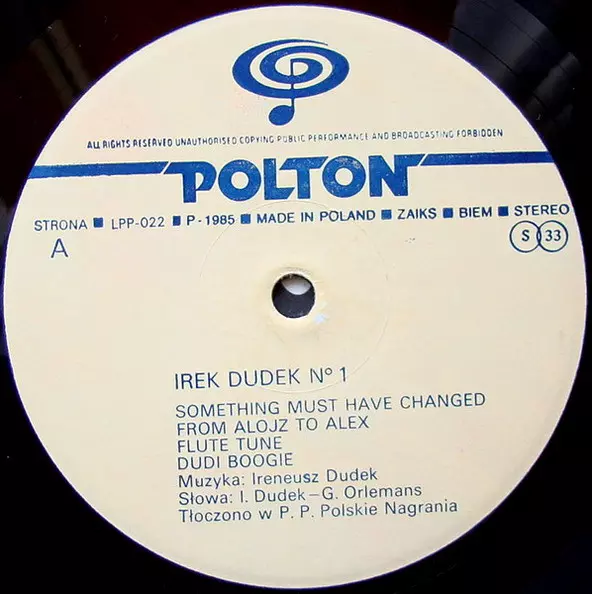 ALL RIGHTS RESERVED UNAUTHORISED COPYING PUBLIC PERFORMANCE AND BROADCASTING FORBIDDEN
POLTON
STRONA ■ LPP-022 ■ P-1985 ■ MADE IN POLAND ■ ZAIKS ■ BIEM ■ STEREO
A
S 33
IREK DUDEK Nº 1
SOMETHING MUST HAVE CHANGED
FROM ALOJZ TO ALEX
FLUTE TUNE
DUDI BOOGIE
Muzyka: Ireneusz Dudek
Słowa: I. Dudek – G. Orlemans
Tłoczono w P. P. Polskie Nagrania